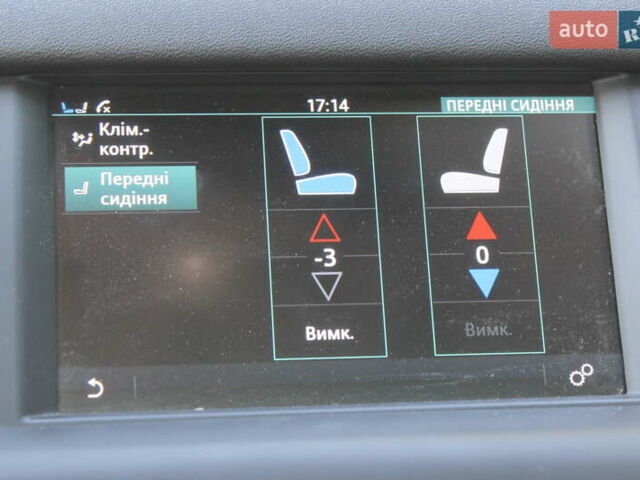 auto
R
17:14
ПЕРЕДНІ СИДІННЯ
Клім.-
контр.
Передні
сидіння
-3
0
Вимк.
Вимк.